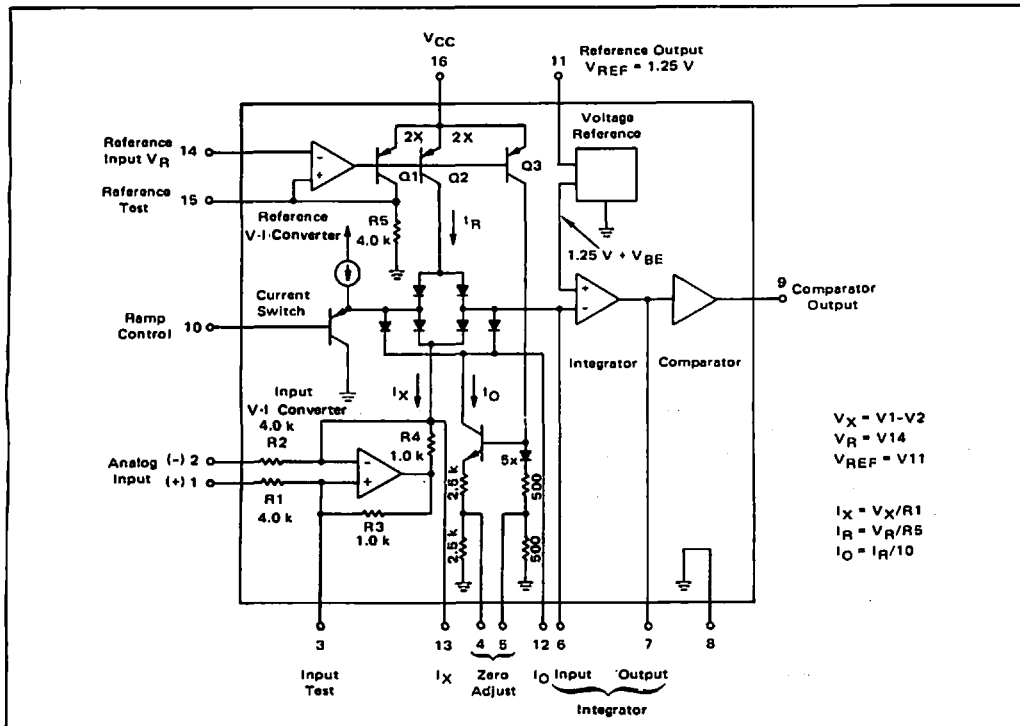 VCC
16
11
Reference Output
VREF = 1.25 V
Voltage
Reference
2X
2X
Reference
Input VR
14
Q1
Q2
Q3
Reference
Test
15
Reference
V-I-Converter
R5
4.0 k
IR
1.25 V + VBE
Current
Switch
Ramp
Control
10
9
Comparator
Output
Integrator
Comparator
IX
IO
Input
V-I Converter
4.0 k
R2
R4
1.0 k
5x
Analog
Input
(-) 2
(+) 1
R1
4.0 k
R3
1.0 k
2.5 k
500
2.5 k
500
VX = V1-V2
VR = V14
VREF = V11
IX = VX/R1
IR = VR/R5
IO = IR/10
3
13
4
5
12
6
7
8
Input
Test
IX
Zero
Adjust
IO
Input
Output
Integrator